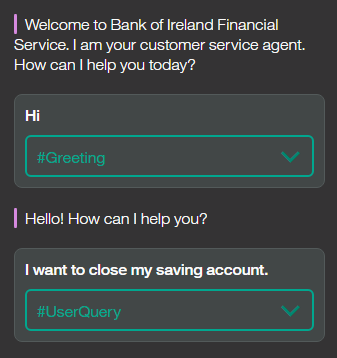 Welcome to Bank of Ireland Financial
Service. I am your customer service agent.
How can I help you today?
Hi
#Greeting
Hello! How can I help you?
I want to close my saving account.
#UserQuery